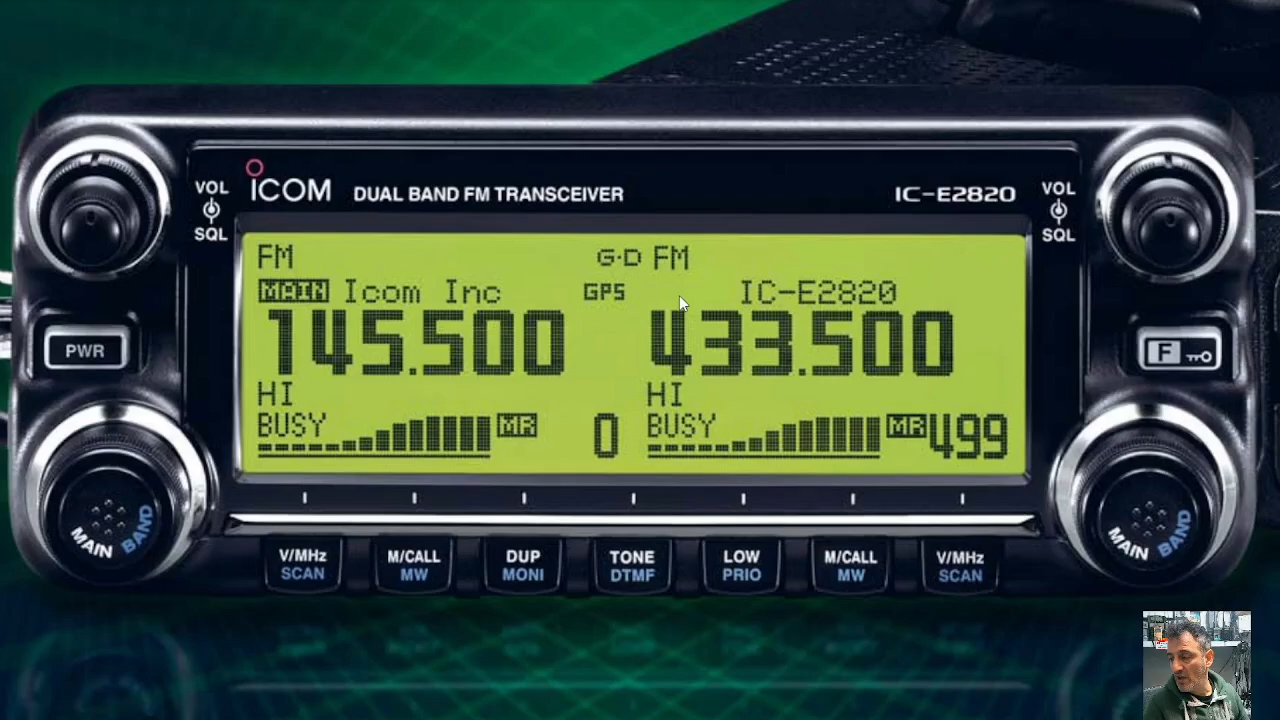 VOL
SQL
ICOM DUAL BAND FM TRANSCEIVER IC-E2820
VOL
SQL
FM G·D FM
MAIN Icom Inc GPS IC-E2820
145.500 433.500
HI HI
BUSY MR 0 BUSY MR 499
PWR
F
MAIN BAND
MAIN BAND
V/MHz M/CALL DUP TONE LOW M/CALL V/MHz
SCAN MW MONI DTMF PRIO MW SCAN